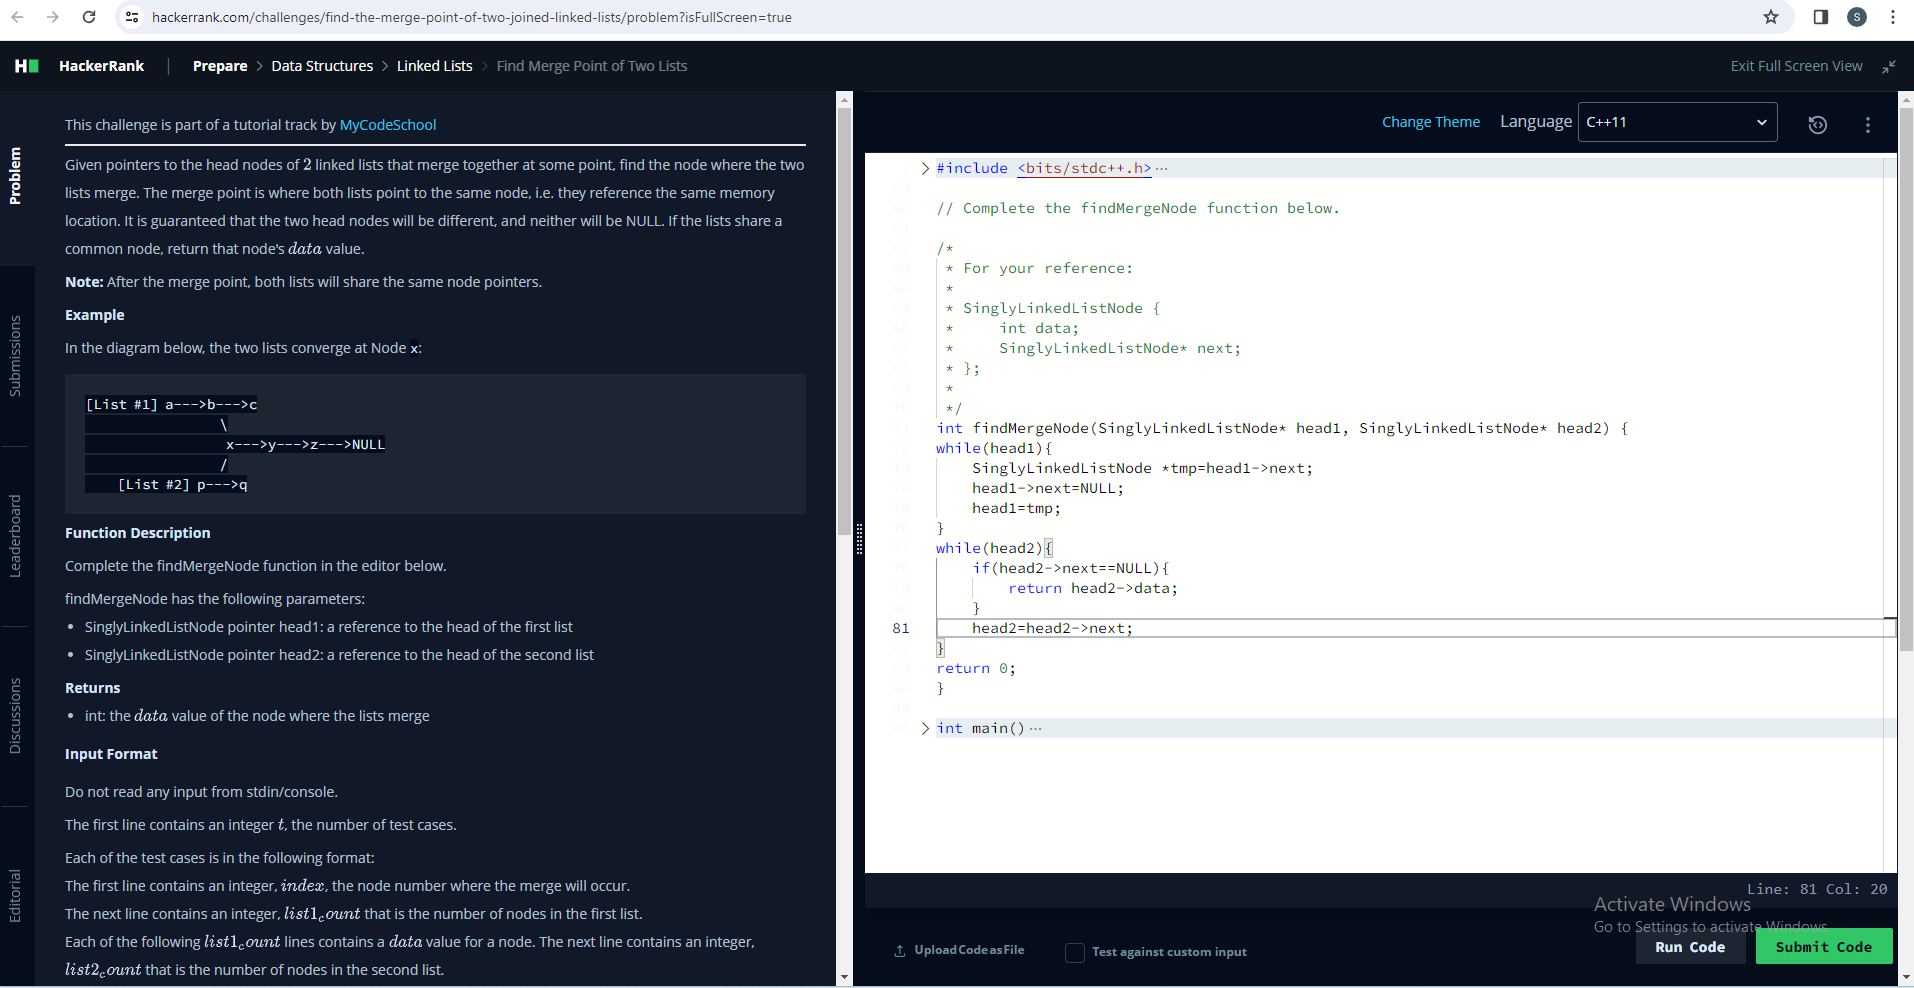 hackerrank.com/challenges/find-the-merge-point-of-two-joined-linked-lists/problem?isFullScreen=true
S
H HackerRank | Prepare > Data Structures > Linked Lists > Find Merge Point of Two Lists
Exit Full Screen View
Problem
Submissions
Leaderboard
Discussions
Editorial
This challenge is part of a tutorial track by MyCodeSchool
Given pointers to the head nodes of 2 linked lists that merge together at some point, find the node where the two
lists merge. The merge point is where both lists point to the same node, i.e. they reference the same memory
location. It is guaranteed that the two head nodes will be different, and neither will be NULL. If the lists share a
common node, return that node's data value.
Note: After the merge point, both lists will share the same node pointers.
Example
In the diagram below, the two lists converge at Node x:
[List #1] a--->b--->c
\
x--->y--->z--->NULL
/
[List #2] p--->q
Function Description
Complete the findMergeNode function in the editor below.
findMergeNode has the following parameters:
• SinglyLinkedListNode pointer head1: a reference to the head of the first list
• SinglyLinkedListNode pointer head2: a reference to the head of the second list
Returns
• int: the data value of the node where the lists merge
Input Format
Do not read any input from stdin/console.
The first line contains an integer t, the number of test cases.
Each of the test cases is in the following format:
The first line contains an integer, index, the node number where the merge will occur.
The next line contains an integer, list1_count that is the number of nodes in the first list.
Each of the following list1_count lines contains a data value for a node. The next line contains an integer,
list2_count that is the number of nodes in the second list.
Change Theme Language C++11
#include <bits/stdc++.h>···
// Complete the findMergeNode function below.
/*
* For your reference:
*
* SinglyLinkedListNode {
*     int data;
*     SinglyLinkedListNode* next;
* };
*
*/
int findMergeNode(SinglyLinkedListNode* head1, SinglyLinkedListNode* head2) {
while(head1){
SinglyLinkedListNode *tmp=head1->next;
head1->next=NULL;
head1=tmp;
}
while(head2){
if(head2->next==NULL){
return head2->data;
}
81 head2=head2->next;
}
return 0;
}
int main()···
Line: 81 Col: 20
Activate Windows
Go to Settings to activate Windows.
Upload Code as File
Test against custom input
Run Code
Submit Code